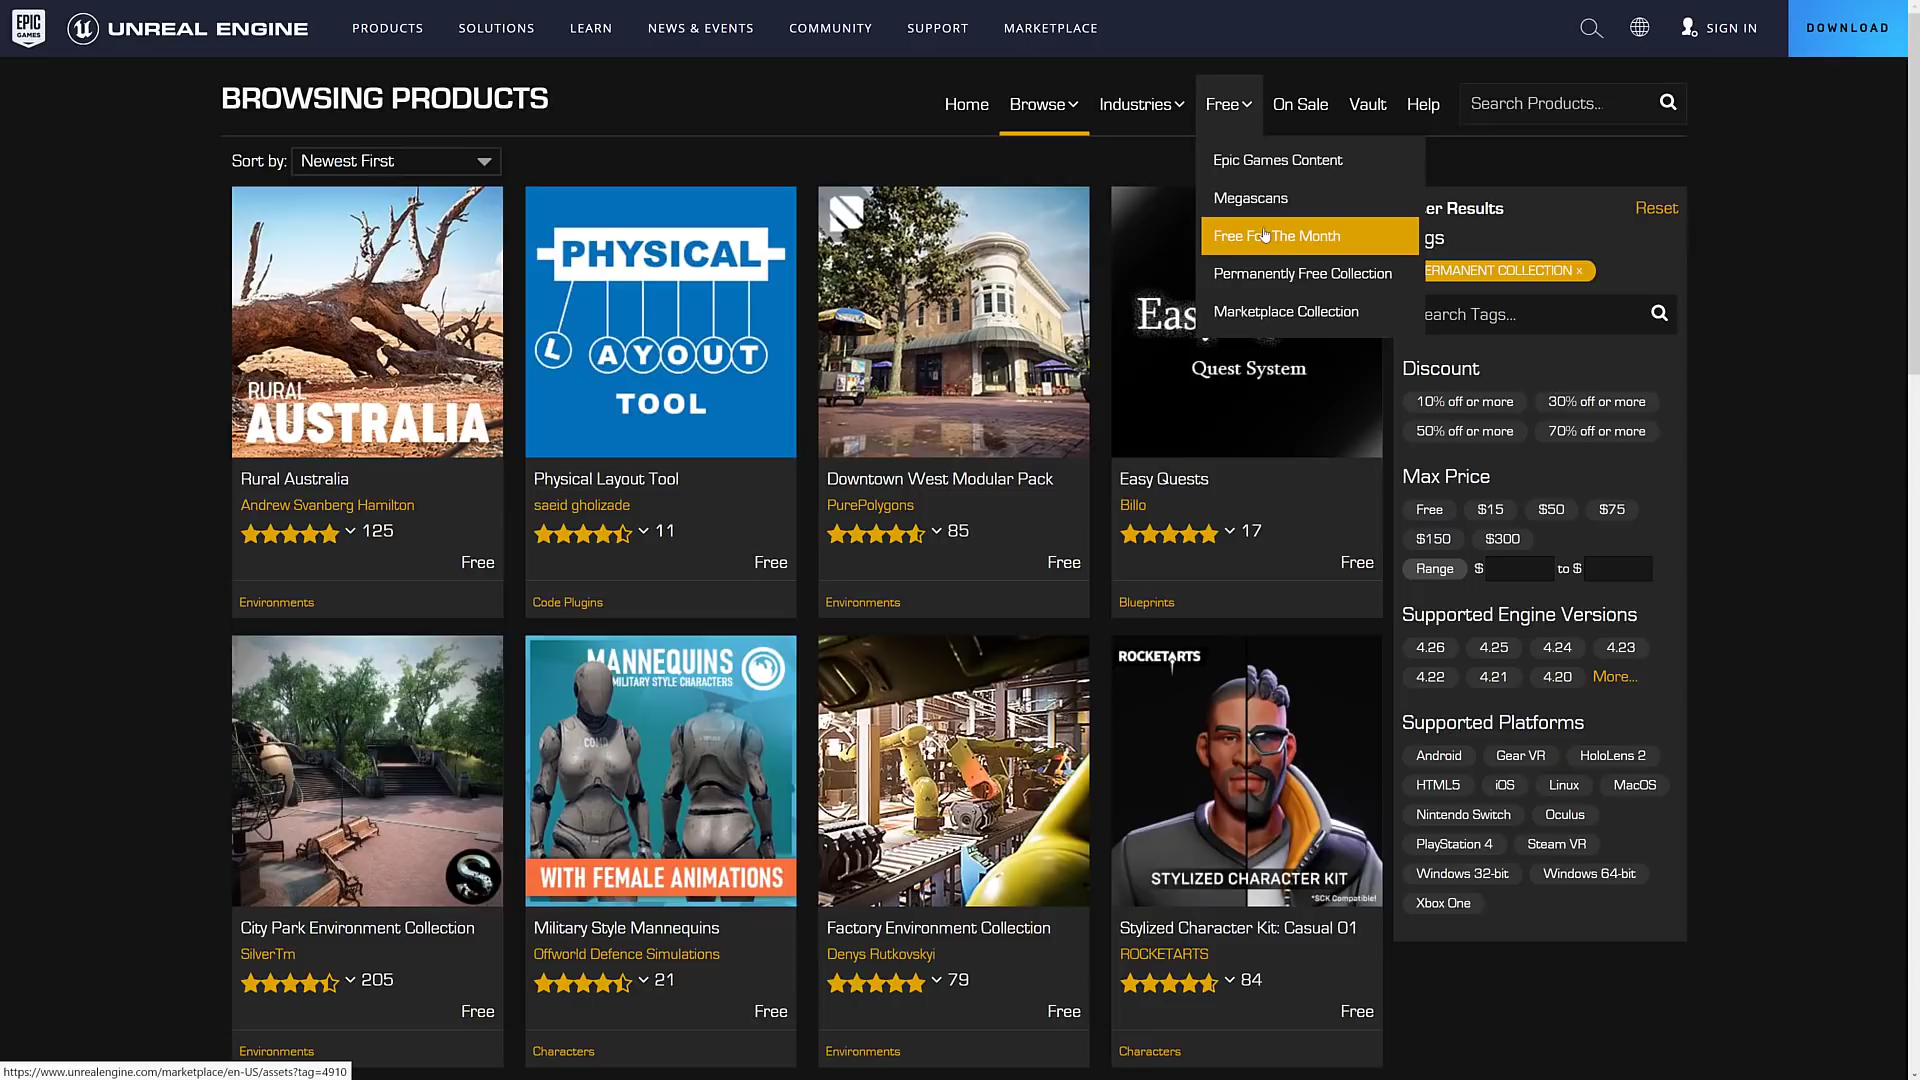 EPIC GAMES UNREAL ENGINE PRODUCTS SOLUTIONS LEARN NEWS & EVENTS COMMUNITY SUPPORT MARKETPLACE SIGN IN DOWNLOAD
BROWSING PRODUCTS
Home Browse Industries Free On Sale Vault Help Search Products...
Sort by: Newest First
Epic Games Content
Megascans
Free The Month
Permanently Free Collection
Marketplace Collection
RURAL
AUSTRALIA
PHYSICAL
LAYOUT
TOOL
Eas
Quest System
Rural Australia
Andrew Svanberg Hamilton
125
Free
Environments
Physical Layout Tool
saeid gholizade
11
Free
Code Plugins
Downtown West Modular Pack
PurePolygons
85
Free
Environments
Easy Quests
Billo
17
Free
Blueprints
MANNEQUINS
MILITARY STYLE CHARACTERS
WITH FEMALE ANIMATIONS
ROCKETARTS
STYLIZED CHARACTER KIT
*SCK Compatible!
City Park Environment Collection
SilverTm
205
Free
Environments
Military Style Mannequins
Offworld Defence Simulations
21
Free
Characters
Factory Environment Collection
Denys Rutkovskyi
79
Free
Environments
Stylized Character Kit: Casual 01
ROCKETARTS
84
Free
Characters
er Results Reset
gs
ERMANENT COLLECTION ×
earch Tags...
Discount
10% off or more 30% off or more
50% off or more 70% off or more
Max Price
Free $15 $50 $75
$150 $300
Range $ to $
Supported Engine Versions
4.26 4.25 4.24 4.23
4.22 4.21 4.20 More...
Supported Platforms
Android Gear VR HoloLens 2
HTML5 iOS Linux MacOS
Nintendo Switch Oculus
PlayStation 4 Steam VR
Windows 32-bit Windows 64-bit
Xbox One
https://www.unrealengine.com/marketplace/en-US/assets?tag=4910